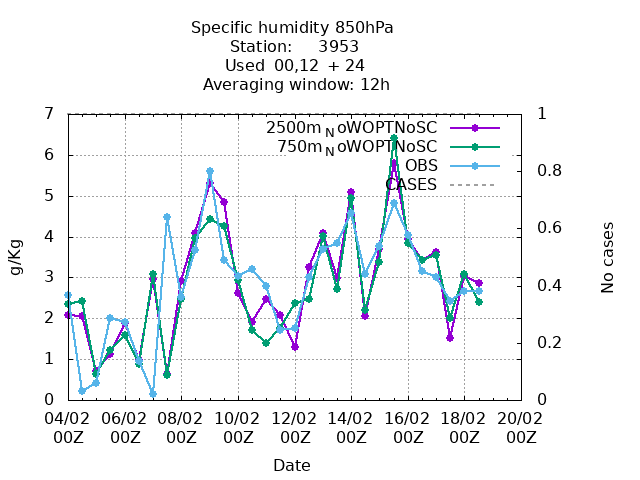 Specific humidity 850hPa
Station: 3953
Used 00,12 + 24
Averaging window: 12h
2500m_NoWOPTNoSC
750m_NoWOPTNoSC
OBS
CASES
g/Kg
7
6
5
4
3
2
1
0
No cases
1
0.8
0.6
0.4
0.2
0
04/02 06/02 08/02 10/02 12/02 14/02 16/02 18/02 20/02
00Z 00Z 00Z 00Z 00Z 00Z 00Z 00Z 00Z
Date